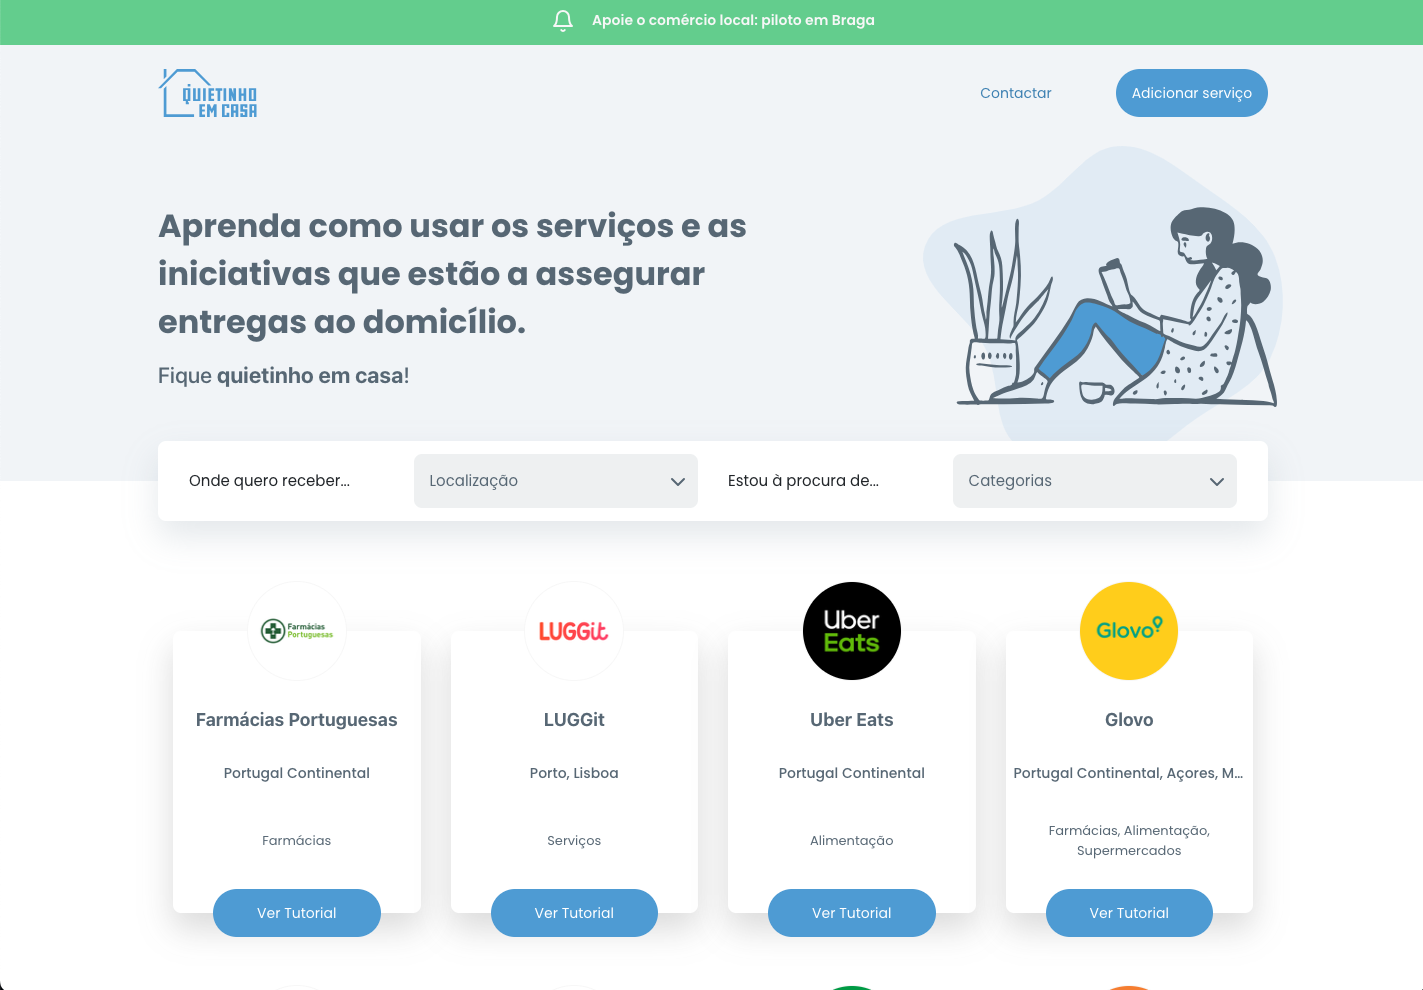 Apoie o comércio local: piloto em Braga
QUIETINHO
EM CASA
Contactar
Adicionar serviço
Aprenda como usar os serviços e as
iniciativas que estão a assegurar
entregas ao domicílio.
Fique quietinho em casa!
Onde quero receber...
Localização
Estou à procura de...
Categorias
Farmácias
Portuguesas
LUGGit
Uber
Eats
Glovo
Farmácias Portuguesas
LUGGit
Uber Eats
Glovo
Portugal Continental
Porto, Lisboa
Portugal Continental
Portugal Continental, Açores, M...
Farmácias
Serviços
Alimentação
Farmácias, Alimentação,
Supermercados
Ver Tutorial
Ver Tutorial
Ver Tutorial
Ver Tutorial